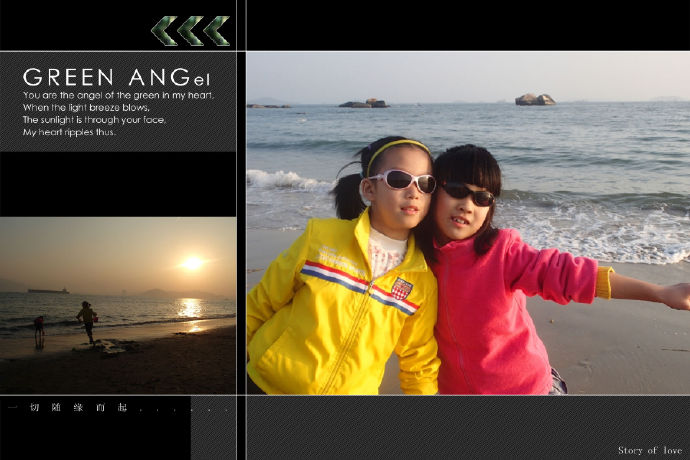 GREEN ANGel
You are the angel of the green in my heart,
When the light breeze blows,
The sunlight is through your face,
My heart ripples thus.
一切随缘而起......
Story of love